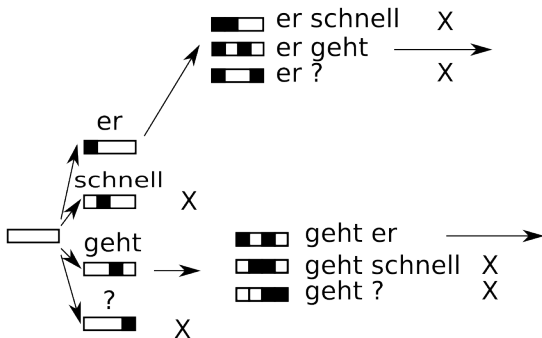 er schnell X
er geht
er ? X
er
schnell X
geht
? X
geht er
geht schnell X
geht ? X